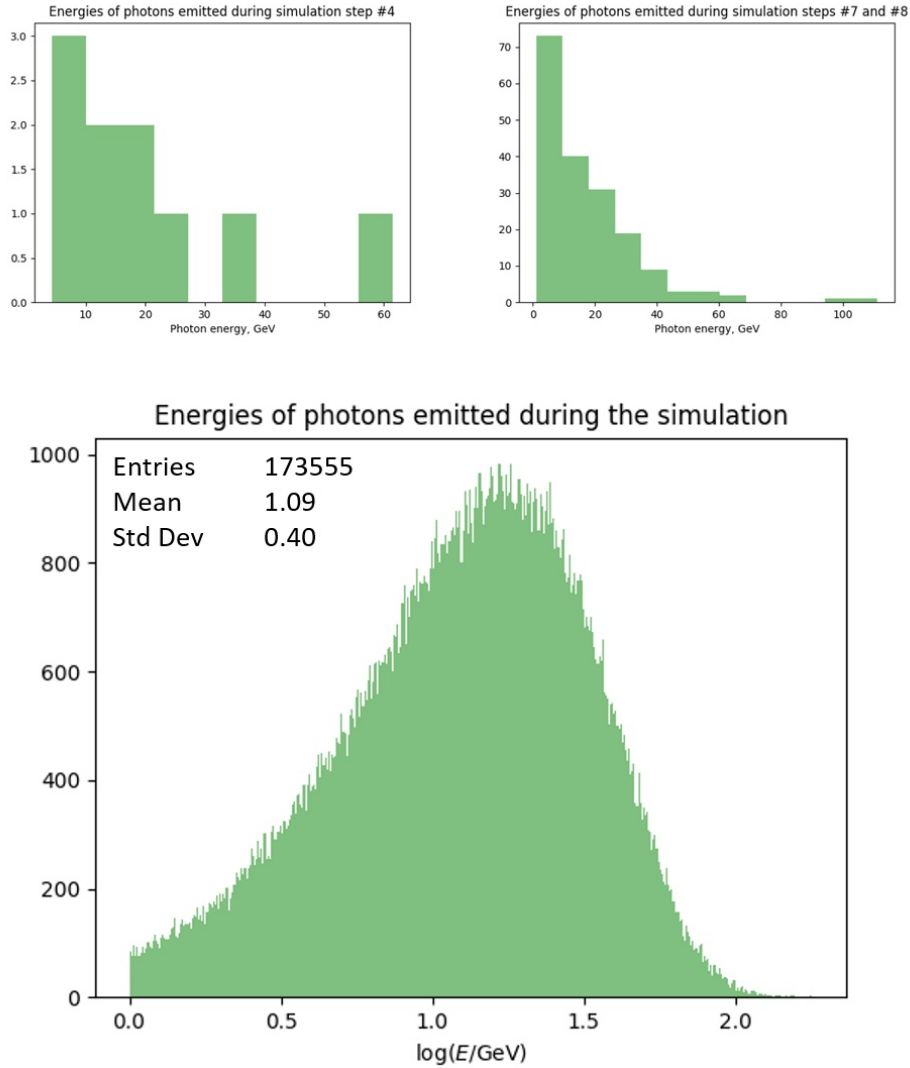 Energies of photons emitted during simulation step #4
3.0
2.5
2.0
1.5
1.0
0.5
0.0
10 20 30 40 50 60
Photon energy, GeV
Energies of photons emitted during simulation steps #7 and #8
70
60
50
40
30
20
10
0
0 20 40 60 80 100
Photon energy, GeV
Energies of photons emitted during the simulation
Entries 173555
Mean 1.09
Std Dev 0.40
1000
800
600
400
200
0
0.0 0.5 1.0 1.5 2.0
log(E/GeV)